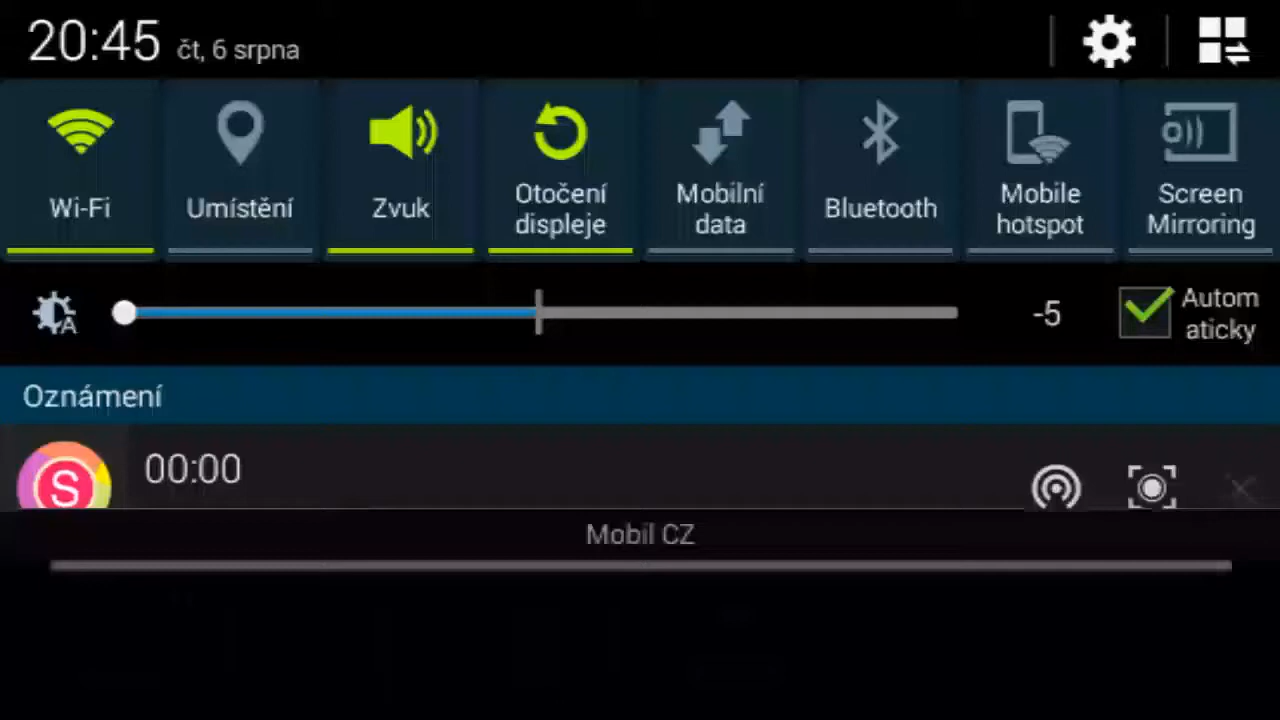 20:45 čt, 6 srpna
Wi-Fi
Umístění
Zvuk
Otočení
displeje
Mobilní
data
Bluetooth
Mobile
hotspot
Screen
Mirroring
A
-5
Autom
aticky
Oznámení
S
00:00
Mobil CZ